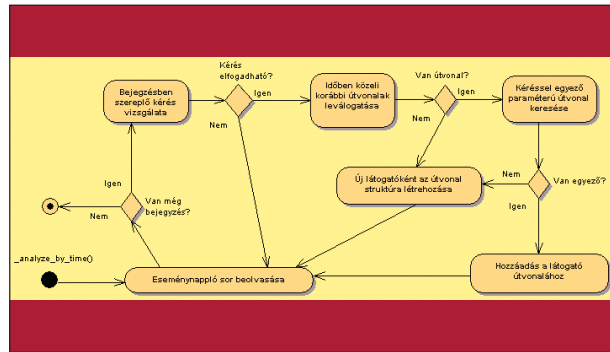 Kérés
elfogadható?
Bejegzésben
szereplő kérés
vizsgálata
Igen
Nem
Időben közeli
korábbi útvonalak
leválogatása
Van útvonal?
Igen
Nem
Kéréssel egyező
paraméterű útvonal
keresése
Új látogatóként az útvonal
struktúra létrehozása
Nem
Van egyező?
Igen
Igen
Van még
bejegyzés?
Nem
_analyze_by_time()
Eseménynappló sor beolvasása
Hozzáadás a látogató
útvonalához